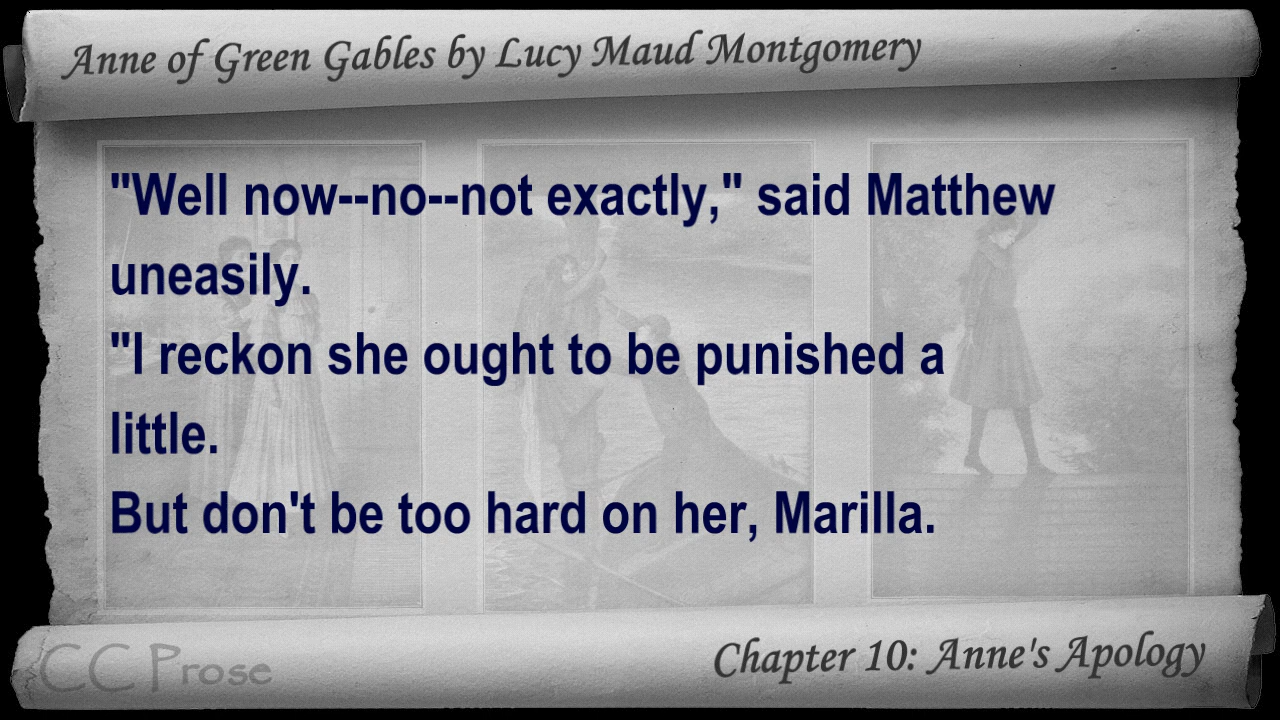 Anne of Green Gables by Lucy Maud Montgomery
"Well now--no--not exactly," said Matthew
uneasily.
"I reckon she ought to be punished a
little.
But don't be too hard on her, Marilla.
CC Prose
Chapter 10: Anne's Apology